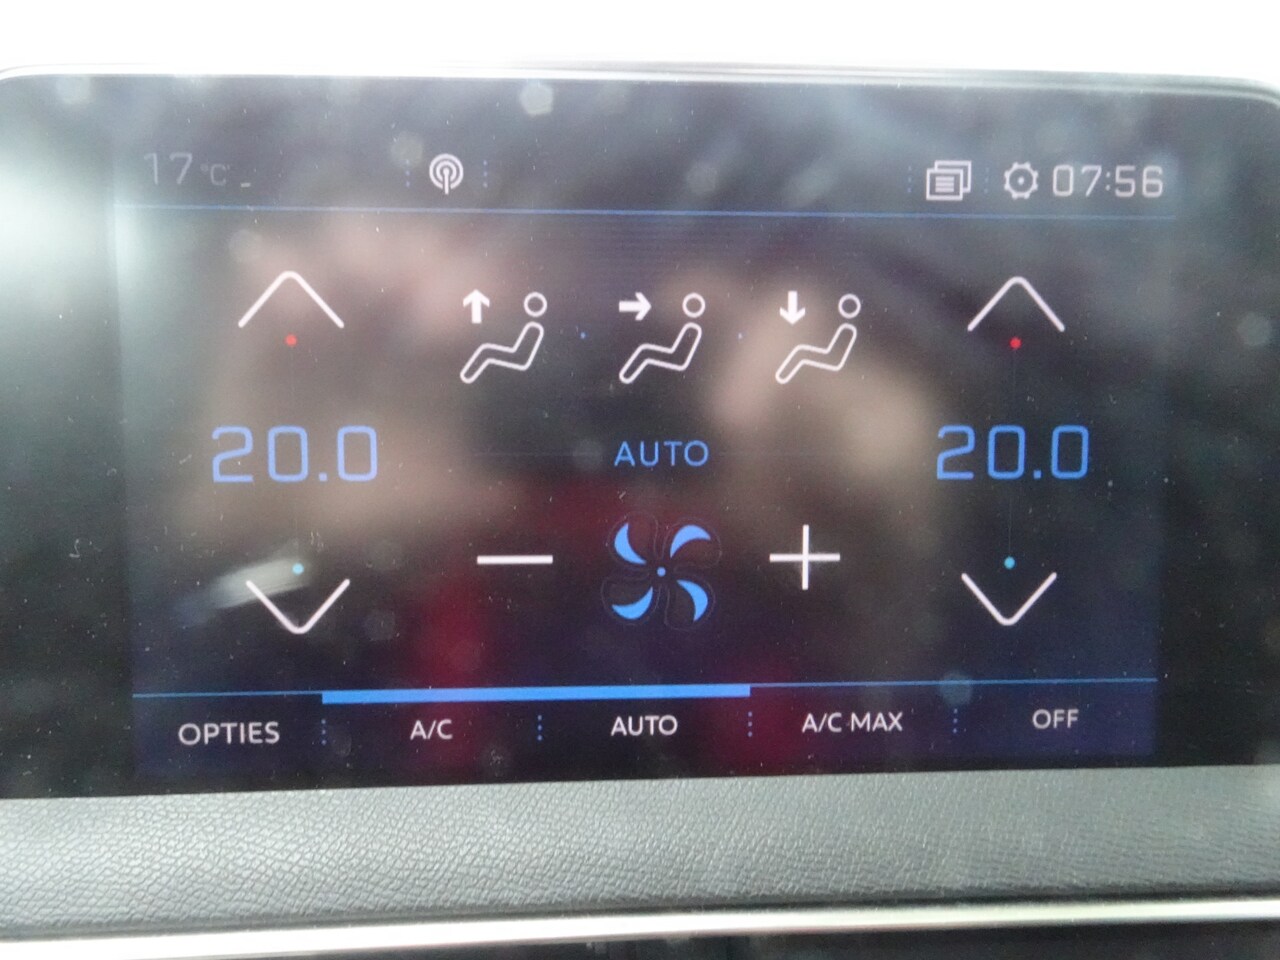 17 °C 07:56
20.0 AUTO 20.0
OPTIES A/C AUTO A/C MAX OFF